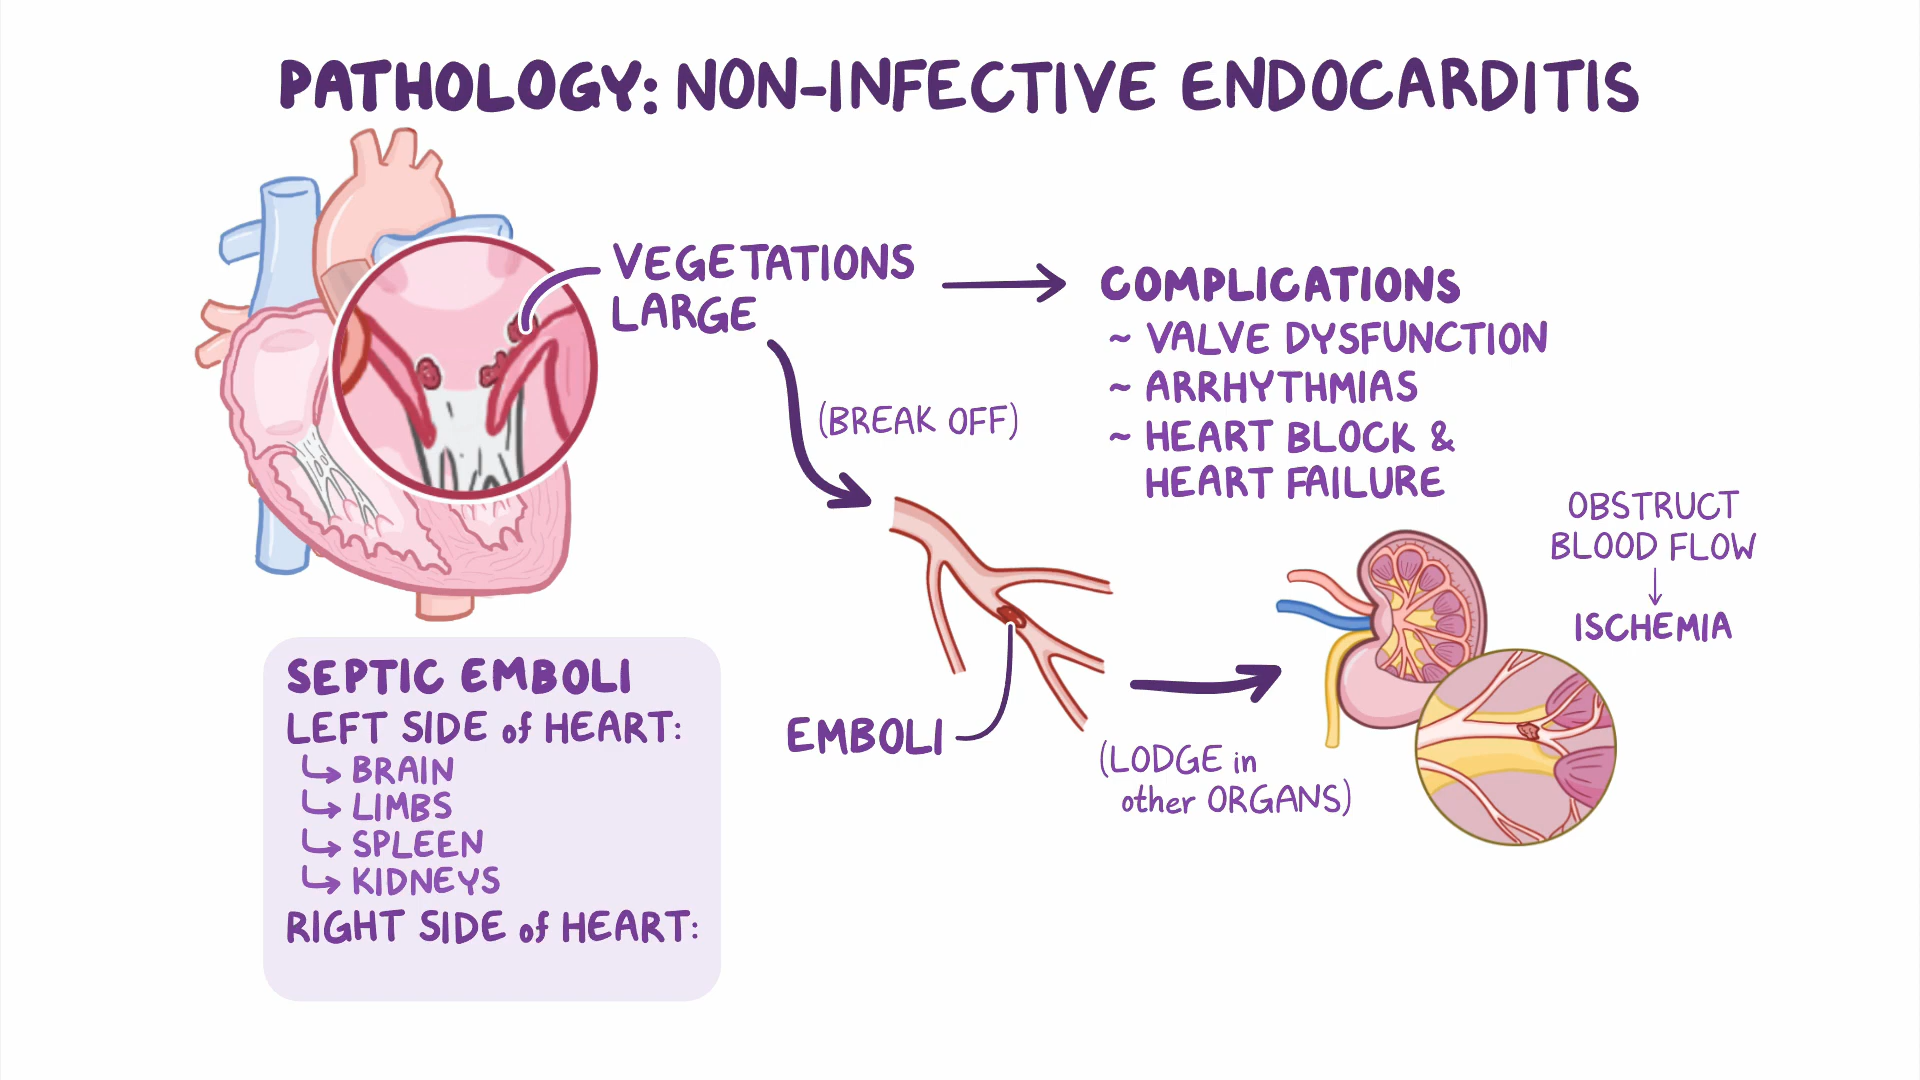 PATHOLOGY: NON-INFECTIVE ENDOCARDITIS
VEGETATIONS
LARGE
COMPLICATIONS
~ VALVE DYSFUNCTION
~ ARRHYTHMIAS
~ HEART BLOCK &
HEART FAILURE
(BREAK OFF)
OBSTRUCT
BLOOD FLOW
↓
ISCHEMIA
EMBOLI
(LODGE in
other ORGANS)
SEPTIC EMBOLI
LEFT SIDE of HEART:
↳ BRAIN
↳ LIMBS
↳ SPLEEN
↳ KIDNEYS
RIGHT SIDE of HEART: